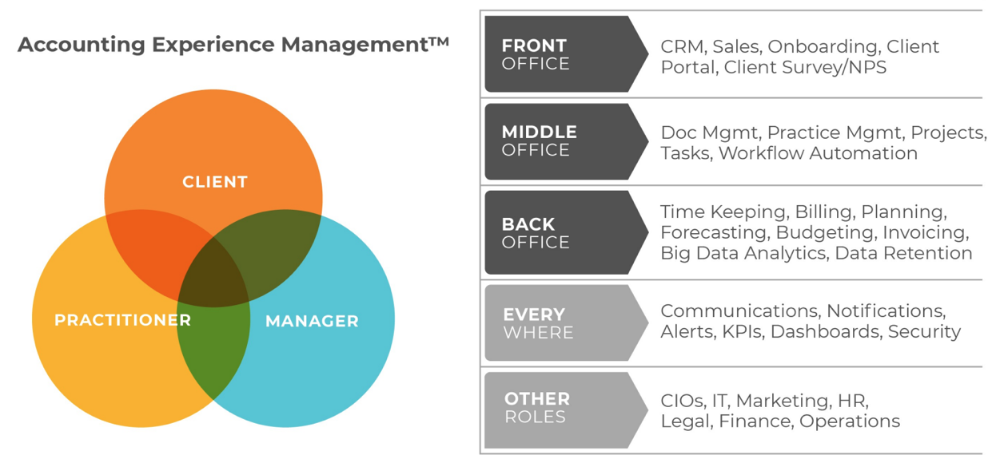 Accounting Experience Management™
CLIENT
PRACTITIONER
MANAGER
FRONT
OFFICE
CRM, Sales, Onboarding, Client
Portal, Client Survey/NPS
MIDDLE
OFFICE
Doc Mgmt, Practice Mgmt, Projects,
Tasks, Workflow Automation
BACK
OFFICE
Time Keeping, Billing, Planning,
Forecasting, Budgeting, Invoicing,
Big Data Analytics, Data Retention
EVERY
WHERE
Communications, Notifications,
Alerts, KPIs, Dashboards, Security
OTHER
ROLES
CIOs, IT, Marketing, HR,
Legal, Finance, Operations